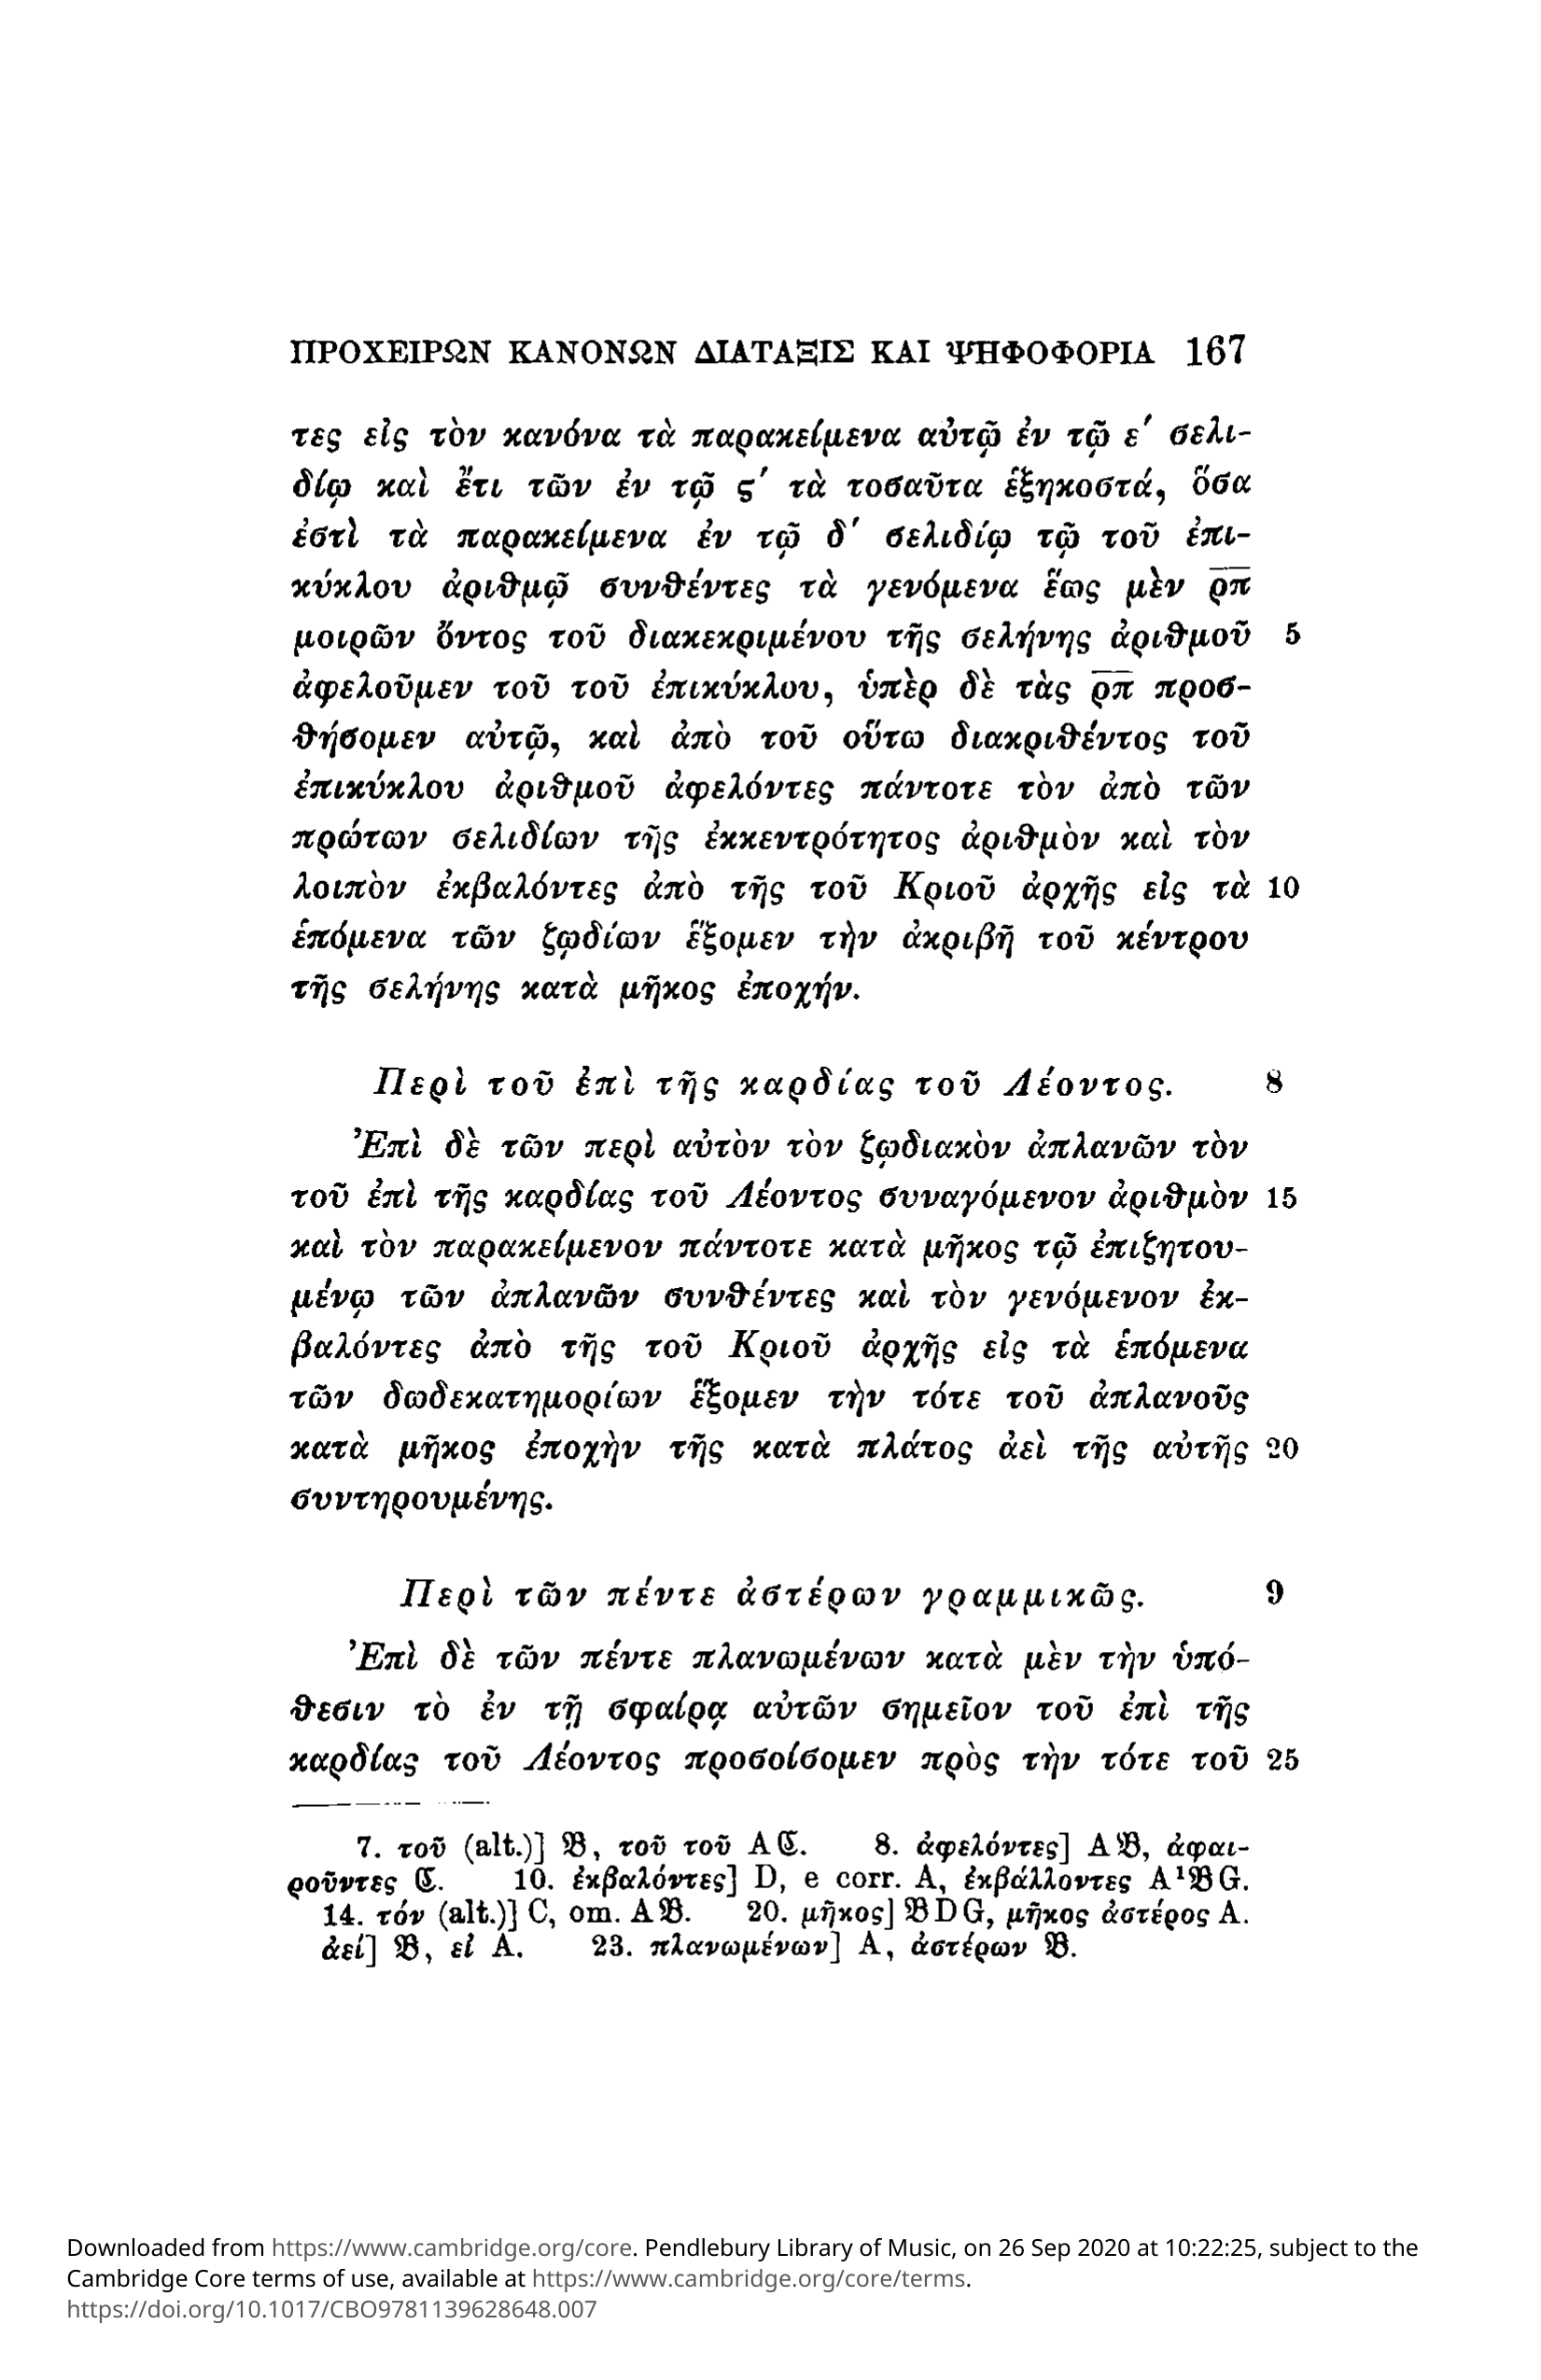 ΠΡΟΧΕΙΡΩΝ ΚΑΝΟΝΩΝ ΔΙΑΤΑΞΙΣ ΚΑΙ ΨΗΦΟΦΟΡΙΑ 167
τες εἰς τὸν κανόνα τὰ παρακείμενα αὐτῷ ἐν τῷ ε′ σελι-
δίῳ καὶ ἔτι τῶν ἐν τῷ ς′ τὰ τοσαῦτα ἑξηκοστά, ὅσα
ἐστὶ τὰ παρακείμενα ἐν τῷ δ′ σελιδίῳ τῷ τοῦ ἐπι-
κύκλου ἀριθμῷ συνθέντες τὰ γενόμενα ἕως μὲν ρ̅π̅
μοιρῶν ὄντος τοῦ διακεκριμένου τῆς σελήνης ἀριθμοῦ 5
ἀφελοῦμεν τοῦ τοῦ ἐπικύκλου, ὑπὲρ δὲ τὰς ρ̅π̅ προσ-
θήσομεν αὐτῷ, καὶ ἀπὸ τοῦ οὕτω διακριθέντος τοῦ
ἐπικύκλου ἀριθμοῦ ἀφελόντες πάντοτε τὸν ἀπὸ τῶν
πρώτων σελιδίων τῆς ἐκκεντρότητος ἀριθμὸν καὶ τὸν
λοιπὸν ἐκβαλόντες ἀπὸ τῆς τοῦ Κριοῦ ἀρχῆς εἰς τὰ 10
ἑπόμενα τῶν ζῳδίων ἕξομεν τὴν ἀκριβῆ τοῦ κέντρου
τῆς σελήνης κατὰ μῆκος ἐποχήν.
Περὶ τοῦ ἐπὶ τῆς καρδίας τοῦ Λέοντος. 8
Ἐπὶ δὲ τῶν περὶ αὐτὸν τὸν ζῳδιακὸν ἀπλανῶν τὸν
τοῦ ἐπὶ τῆς καρδίας τοῦ Λέοντος συναγόμενον ἀριθμὸν 15
καὶ τὸν παρακείμενον πάντοτε κατὰ μῆκος τῷ ἐπιζητου-
μένῳ τῶν ἀπλανῶν συνθέντες καὶ τὸν γενόμενον ἐκ-
βαλόντες ἀπὸ τῆς τοῦ Κριοῦ ἀρχῆς εἰς τὰ ἑπόμενα
τῶν δωδεκατημορίων ἕξομεν τὴν τότε τοῦ ἀπλανοῦς
κατὰ μῆκος ἐποχὴν τῆς κατὰ πλάτος ἀεὶ τῆς αὐτῆς 20
συντηρουμένης.
Περὶ τῶν πέντε ἀστέρων γραμμικῶς. 9
Ἐπὶ δὲ τῶν πέντε πλανωμένων κατὰ μὲν τὴν ὑπό-
θεσιν τὸ ἐν τῇ σφαίρᾳ αὐτῶν σημεῖον τοῦ ἐπὶ τῆς
καρδίας τοῦ Λέοντος προσοίσομεν πρὸς τὴν τότε τοῦ 25
7. τοῦ (alt.)] 𝔅, τοῦ τοῦ A ℭ. 8. ἀφελόντες] A 𝔅, ἀφαι-
ροῦντες ℭ. 10. ἐκβαλόντες] D, e corr. A, ἐκβάλλοντες A¹𝔅G.
14. τόν (alt.)] C, om. A 𝔅. 20. μῆκος] 𝔅 D G, μῆκος ἀστέρος A.
ἀεί] 𝔅, εἰ A. 23. πλανωμένων] A, ἀστέρων 𝔅.
Downloaded from https://www.cambridge.org/core. Pendlebury Library of Music, on 26 Sep 2020 at 10:22:25, subject to the
Cambridge Core terms of use, available at https://www.cambridge.org/core/terms.
https://doi.org/10.1017/CBO9781139628648.007